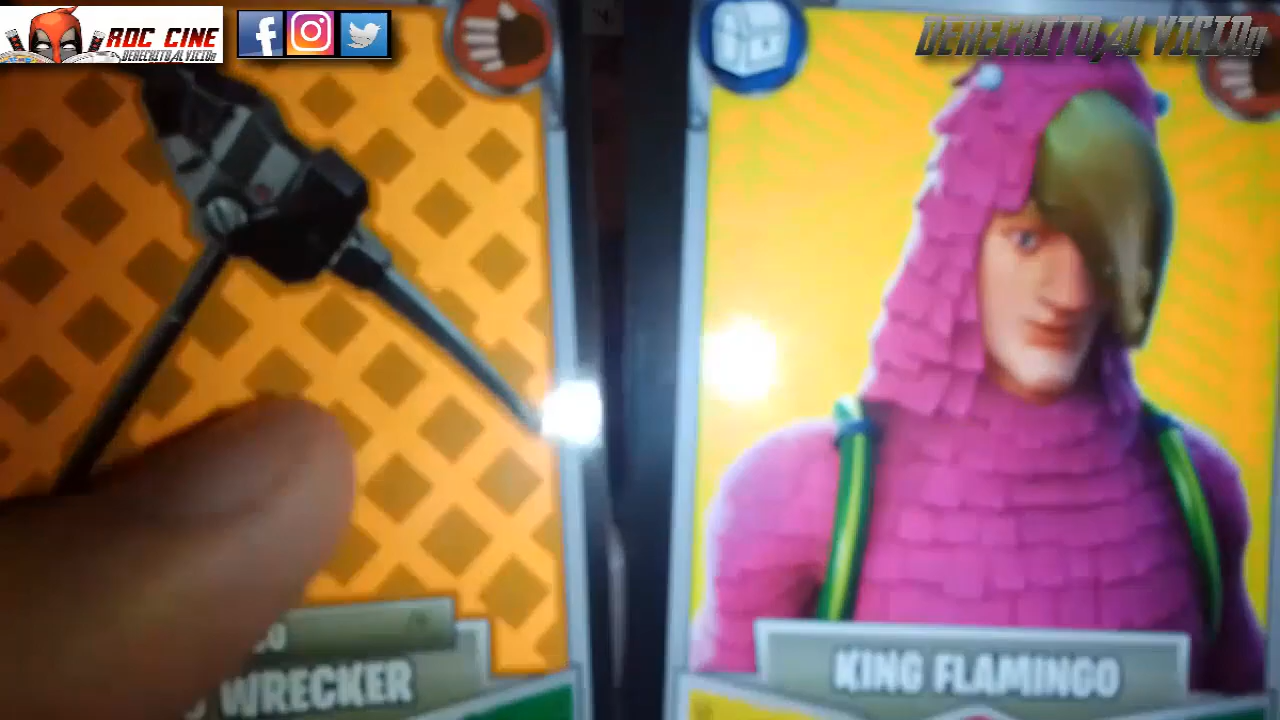 ROC CINE
DERECHITO AL VICIO!!
DERECHITO AL VICIO!!
WRECKER
KING FLAMINGO